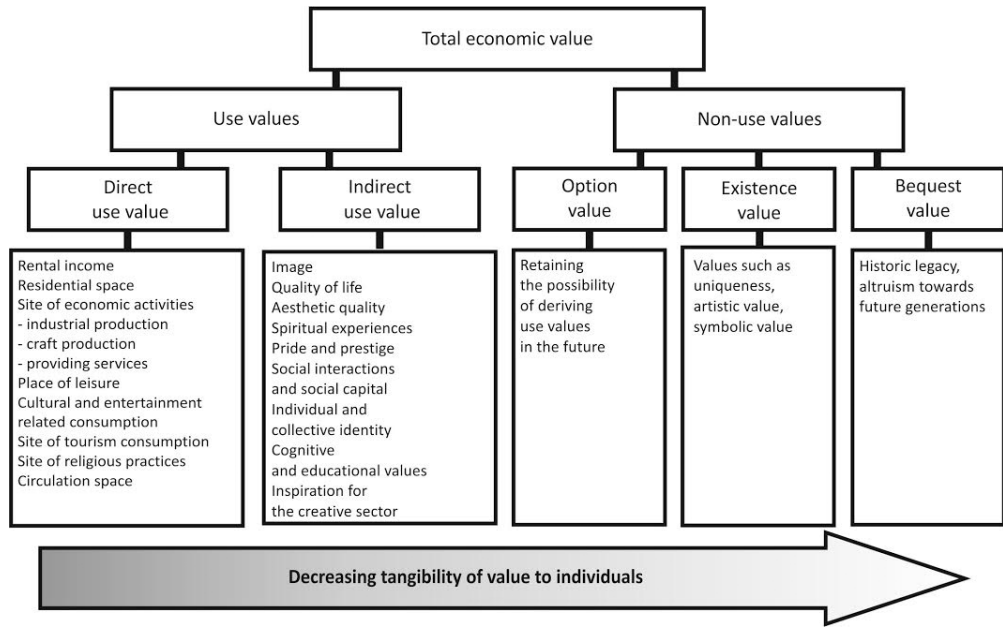 Total economic value
Use values
Non-use values
Direct
use value
Indirect
use value
Option
value
Existence
value
Bequest
value
Rental income
Residential space
Site of economic activities
- industrial production
- craft production
- providing services
Place of leisure
Cultural and entertainment
related consumption
Site of tourism consumption
Site of religious practices
Circulation space
Image
Quality of life
Aesthetic quality
Spiritual experiences
Pride and prestige
Social interactions
and social capital
Individual and
collective identity
Cognitive
and educational values
Inspiration for
the creative sector
Retaining
the possibility
of deriving
use values
in the future
Values such as
uniqueness,
artistic value,
symbolic value
Historic legacy,
altruism towards
future generations
Decreasing tangibility of value to individuals